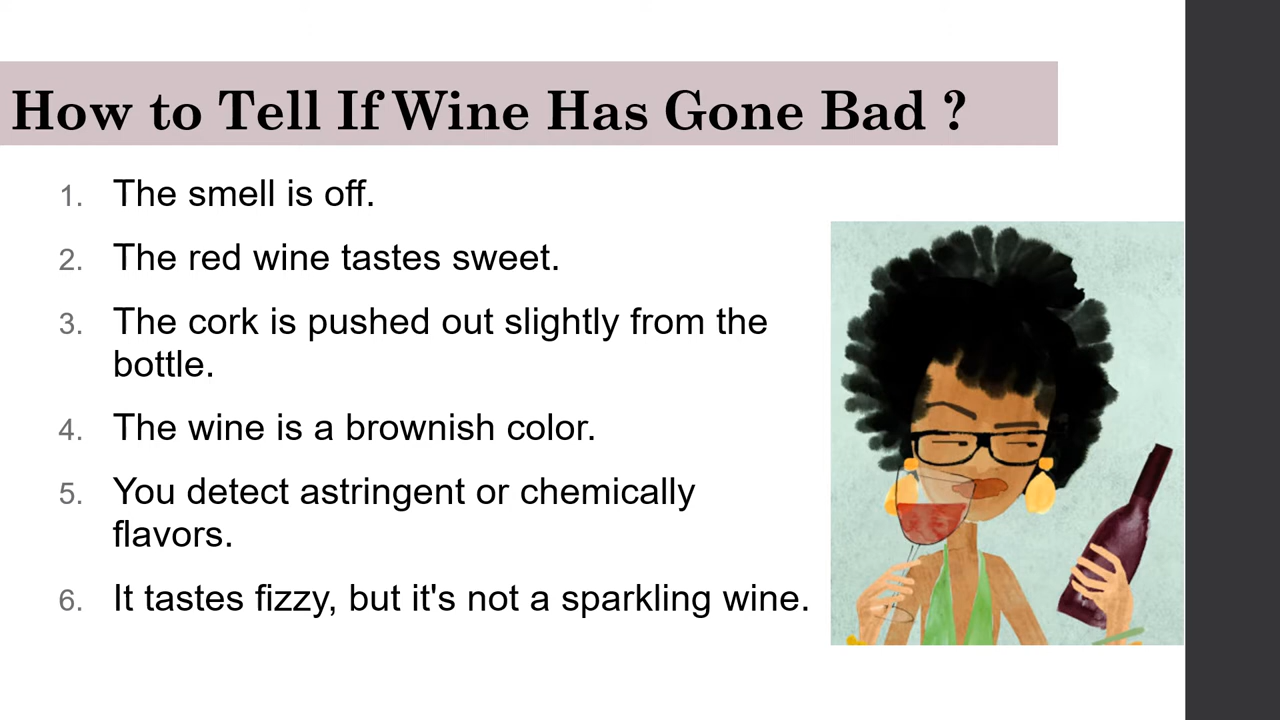 How to Tell If Wine Has Gone Bad ?
1. The smell is off.
2. The red wine tastes sweet.
3. The cork is pushed out slightly from the
bottle.
4. The wine is a brownish color.
5. You detect astringent or chemically
flavors.
6. It tastes fizzy, but it's not a sparkling wine.